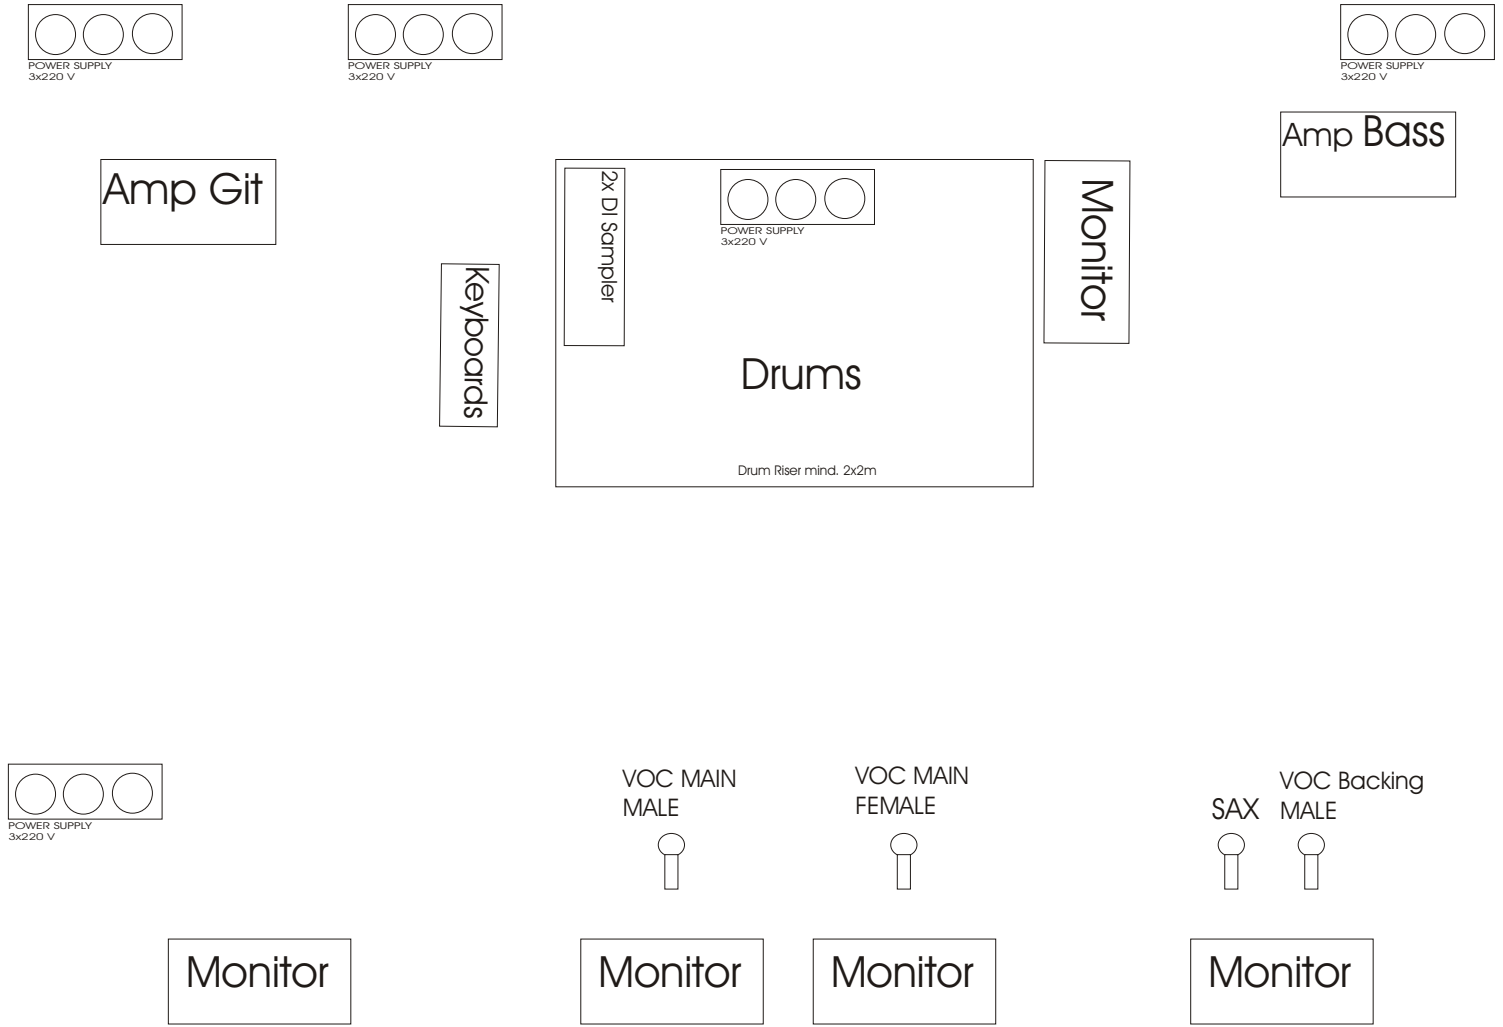 POWER SUPPLY
3x220 V
POWER SUPPLY
3x220 V
POWER SUPPLY
3x220 V
Amp Git
Keyboards
2x DI Sampler
POWER SUPPLY
3x220 V
Drums
Drum Riser mind. 2x2m
Monitor
Amp Bass
POWER SUPPLY
3x220 V
VOC MAIN
MALE
VOC MAIN
FEMALE
SAX
VOC Backing
MALE
Monitor
Monitor
Monitor
Monitor